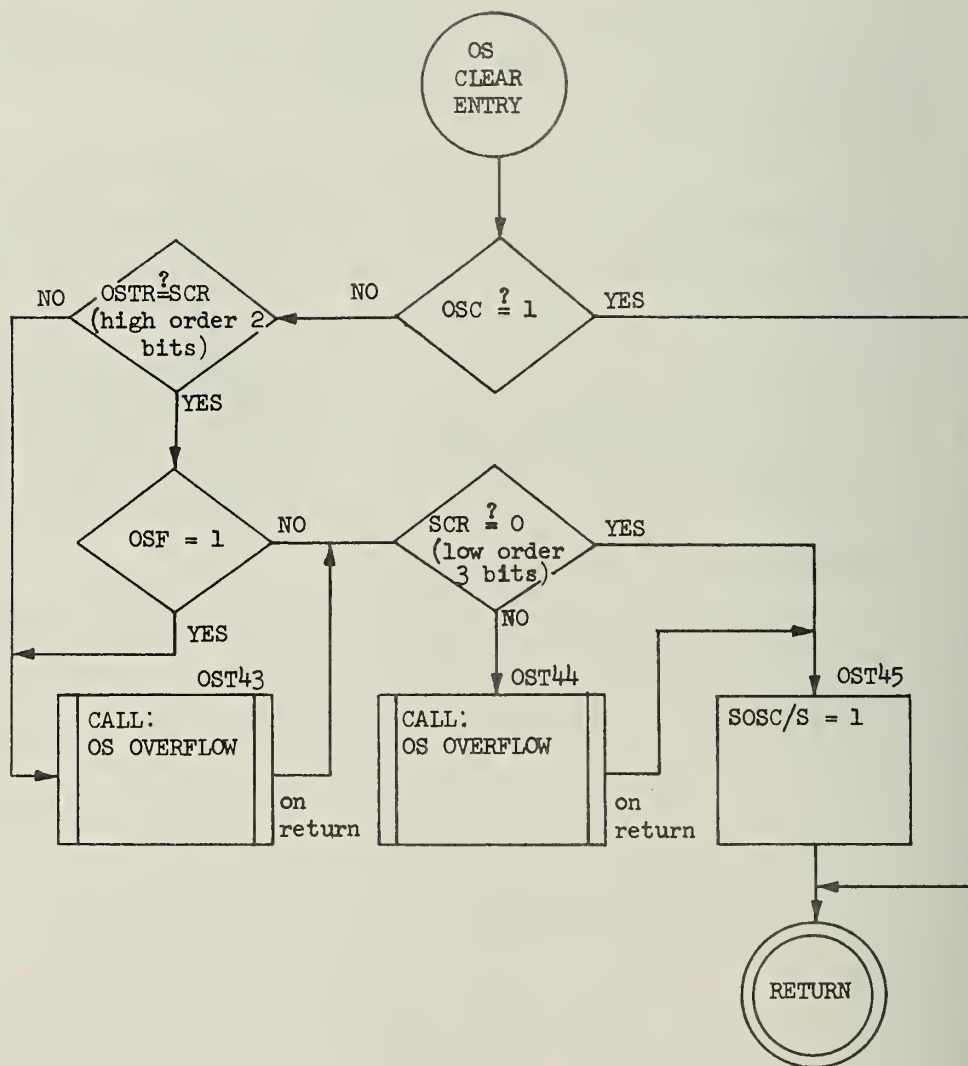 OS
CLEAR
ENTRY
NO
OSTR ≟ SCR
(high order 2
bits)
NO
OSC ≟ 1
YES
YES
OSF = 1
NO
SCR ≟ 0
(low order
3 bits)
YES
YES
NO
OST43
CALL:
OS OVERFLOW
on
return
OST44
CALL:
OS OVERFLOW
on
return
OST45
SOSC/S = 1
RETURN